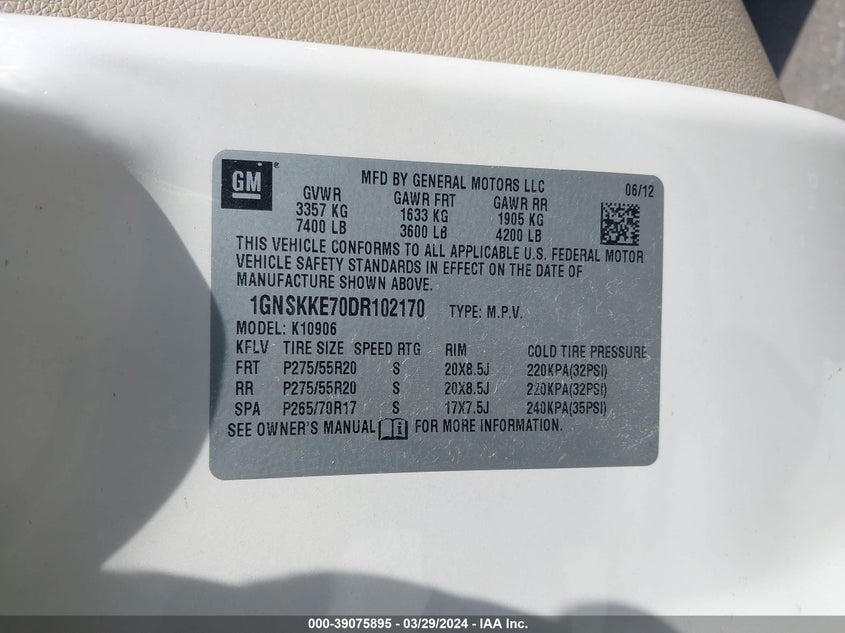 GM ®
MFD BY GENERAL MOTORS LLC 06/12
GVWR GAWR FRT GAWR RR
3357 KG 1633 KG 1905 KG
7400 LB 3600 LB 4200 LB
THIS VEHICLE CONFORMS TO ALL APPLICABLE U.S. FEDERAL MOTOR
VEHICLE SAFETY STANDARDS IN EFFECT ON THE DATE OF
MANUFACTURE SHOWN ABOVE.
1GNSKKE70DR102170 TYPE: M.P.V.
MODEL: K10906
KFLV TIRE SIZE SPEED RTG RIM COLD TIRE PRESSURE
FRT P275/55R20 S 20X8.5J 220KPA(32PSI)
RR P275/55R20 S 20X8.5J 220KPA(32PSI)
SPA P265/70R17 S 17X7.5J 240KPA(35PSI)
SEE OWNER'S MANUAL i FOR MORE INFORMATION.
000-39075895 - 03/29/2024 - IAA Inc.